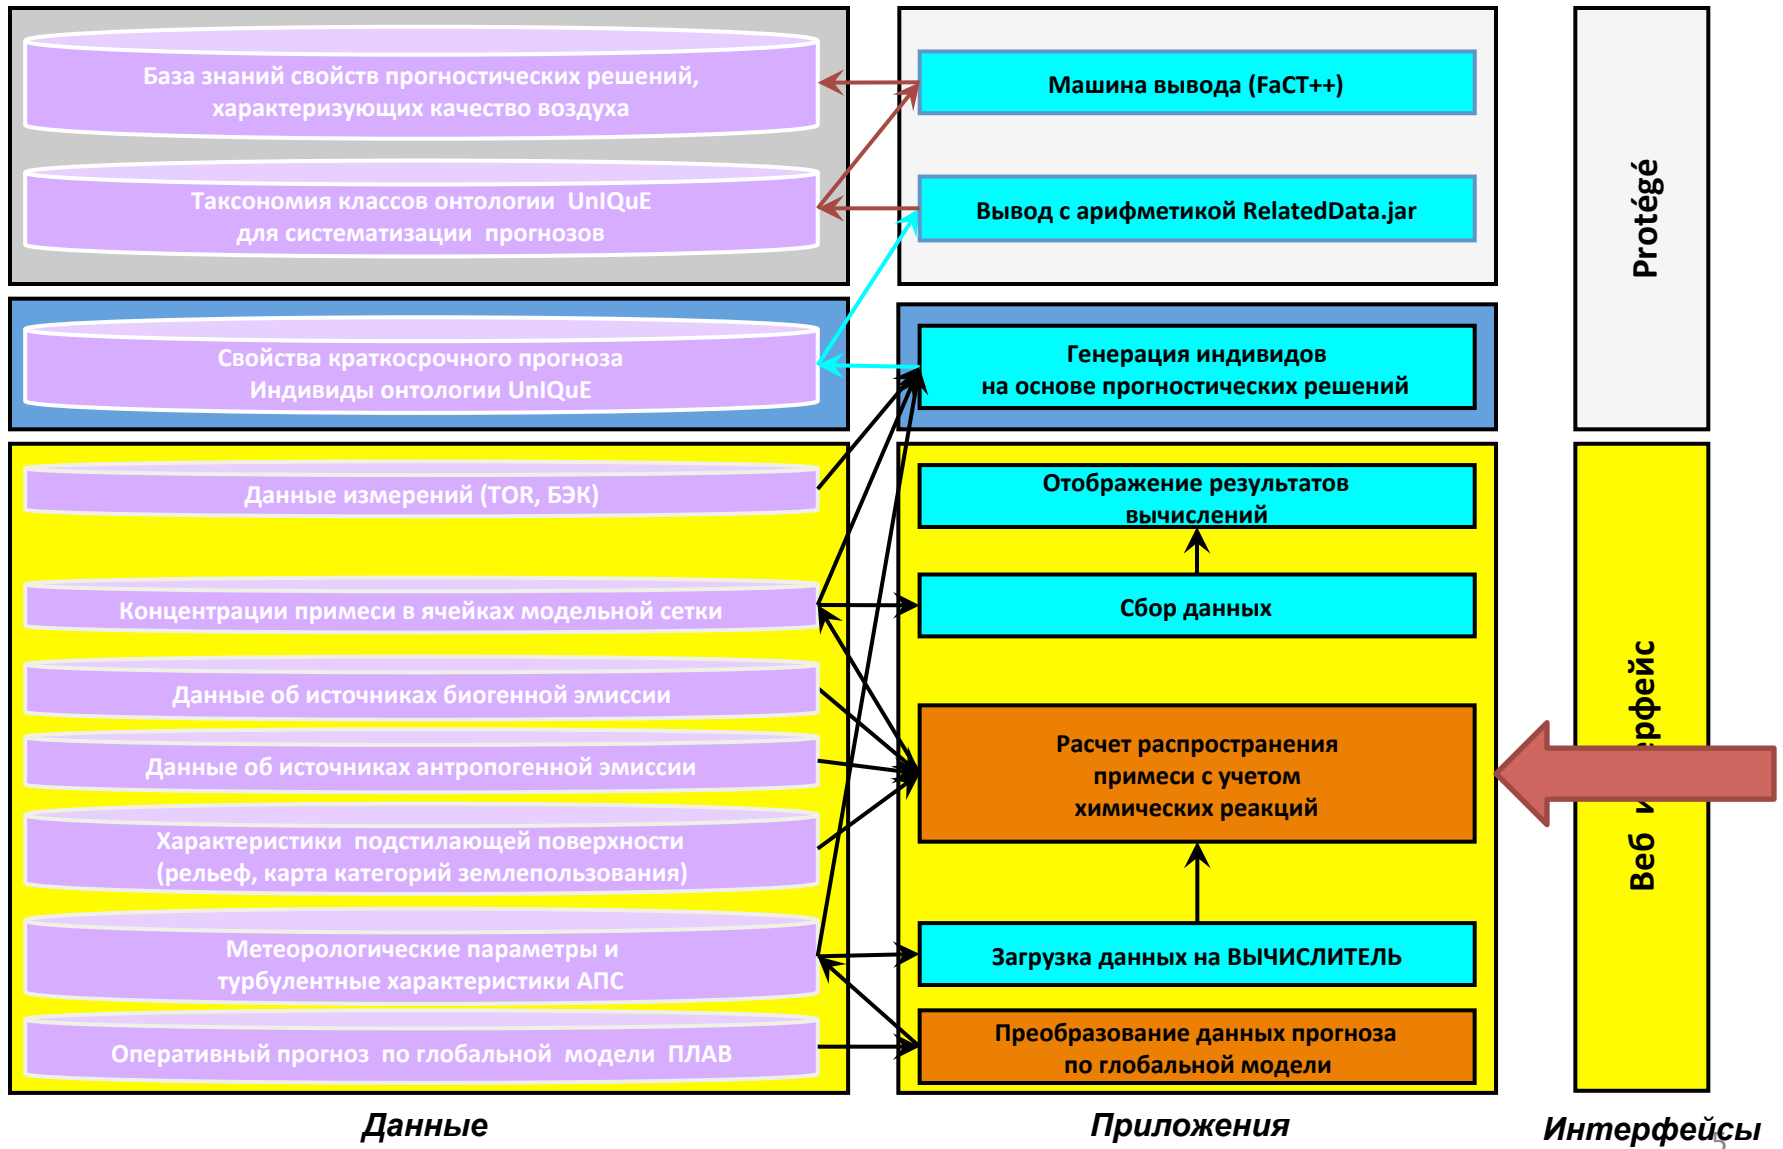 База знаний свойств прогностических решений,
характеризующих качество воздуха
Таксономия классов онтологии UnIQuE
для систематизации прогнозов
Свойства краткосрочного прогноза
Индивиды онтологии UnIQuE
Данные измерений (TOR, БЭК)
Концентрации примеси в ячейках модельной сетки
Данные об источниках биогенной эмиссии
Данные об источниках антропогенной эмиссии
Характеристики подстилающей поверхности
(рельеф, карта категорий землепользования)
Метеорологические параметры и
турбулентные характеристики АПС
Оперативный прогноз по глобальной модели ПЛАВ
Данные
Машина вывода (FaCT++)
Вывод с арифметикой RelatedData.jar
Генерация индивидов
на основе прогностических решений
Отображение результатов
вычислений
Сбор данных
Расчет распространения
примеси с учетом
химических реакций
Загрузка данных на ВЫЧИСЛИТЕЛЬ
Преобразование данных прогноза
по глобальной модели
Приложения
Protégé
Веб
рфейс
Интерфейсы
5